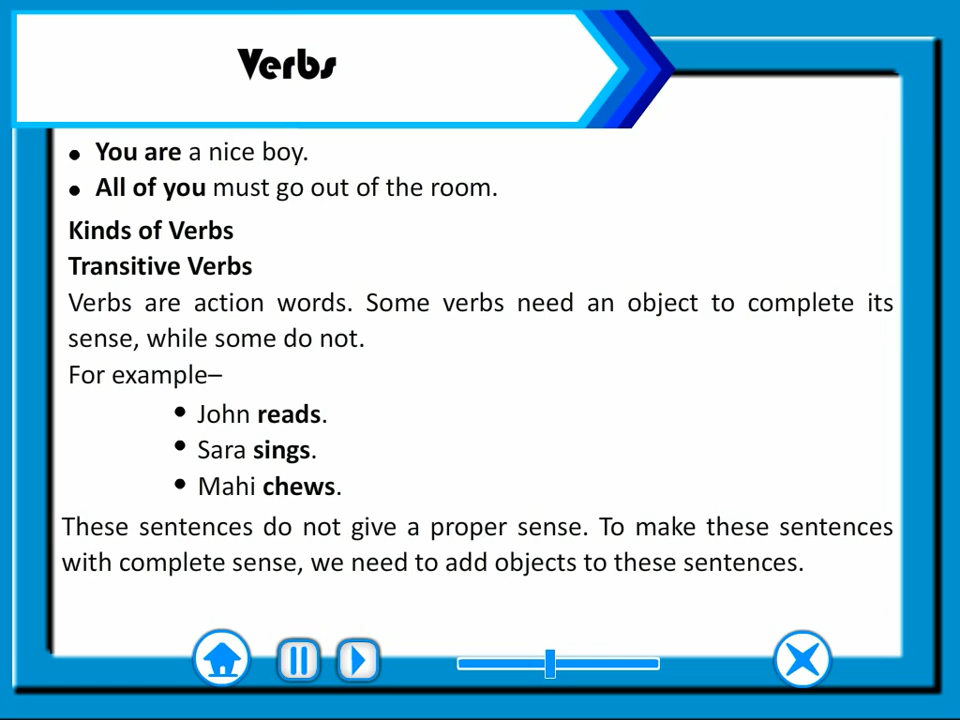 Verbs
• You are a nice boy.
• All of you must go out of the room.
Kinds of Verbs
Transitive Verbs
Verbs are action words. Some verbs need an object to complete its
sense, while some do not.
For example–
• John reads.
• Sara sings.
• Mahi chews.
These sentences do not give a proper sense. To make these sentences
with complete sense, we need to add objects to these sentences.